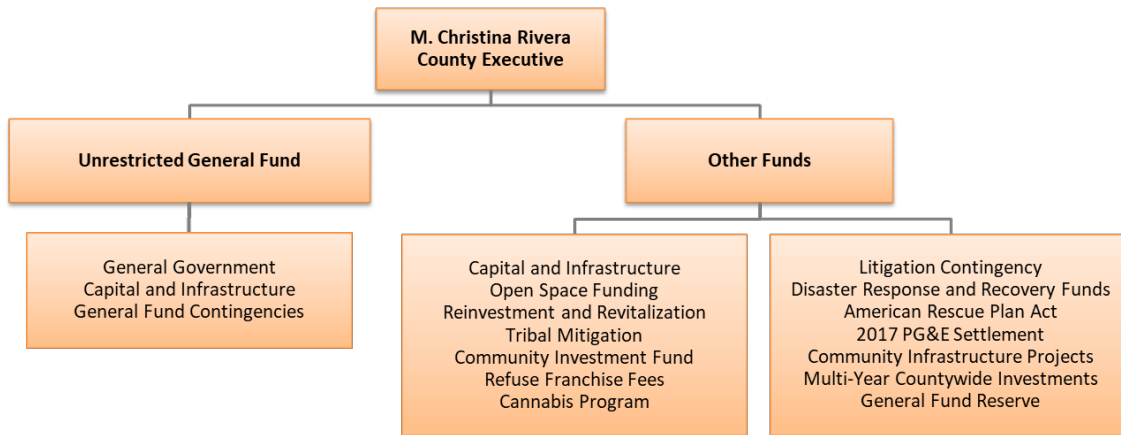 M. Christina Rivera
County Executive
Unrestricted General Fund
Other Funds
General Government
Capital and Infrastructure
General Fund Contingencies
Capital and Infrastructure
Open Space Funding
Reinvestment and Revitalization
Tribal Mitigation
Community Investment Fund
Refuse Franchise Fees
Cannabis Program
Litigation Contingency
Disaster Response and Recovery Funds
American Rescue Plan Act
2017 PG&E Settlement
Community Infrastructure Projects
Multi-Year Countywide Investments
General Fund Reserve